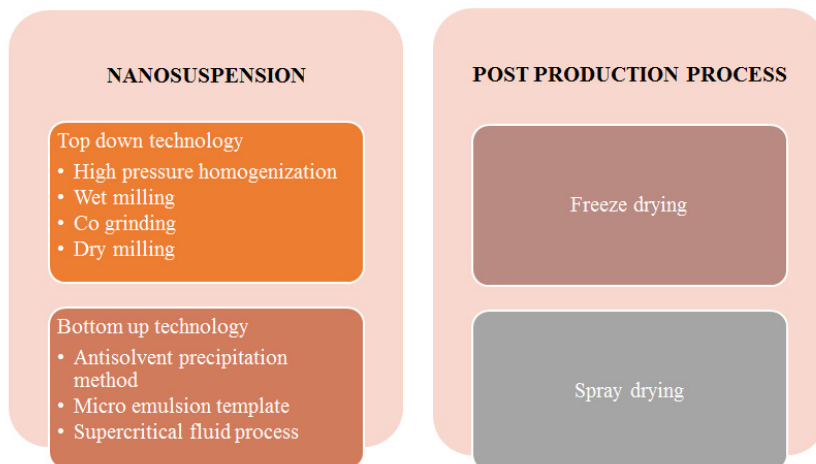 NANOSUSPENSION
Top down technology
• High pressure homogenization
• Wet milling
• Co grinding
• Dry milling
Bottom up technology
• Antisolvent precipitation
method
• Micro emulsion template
• Supercritical fluid process
POST PRODUCTION PROCESS
Freeze drying
Spray drying